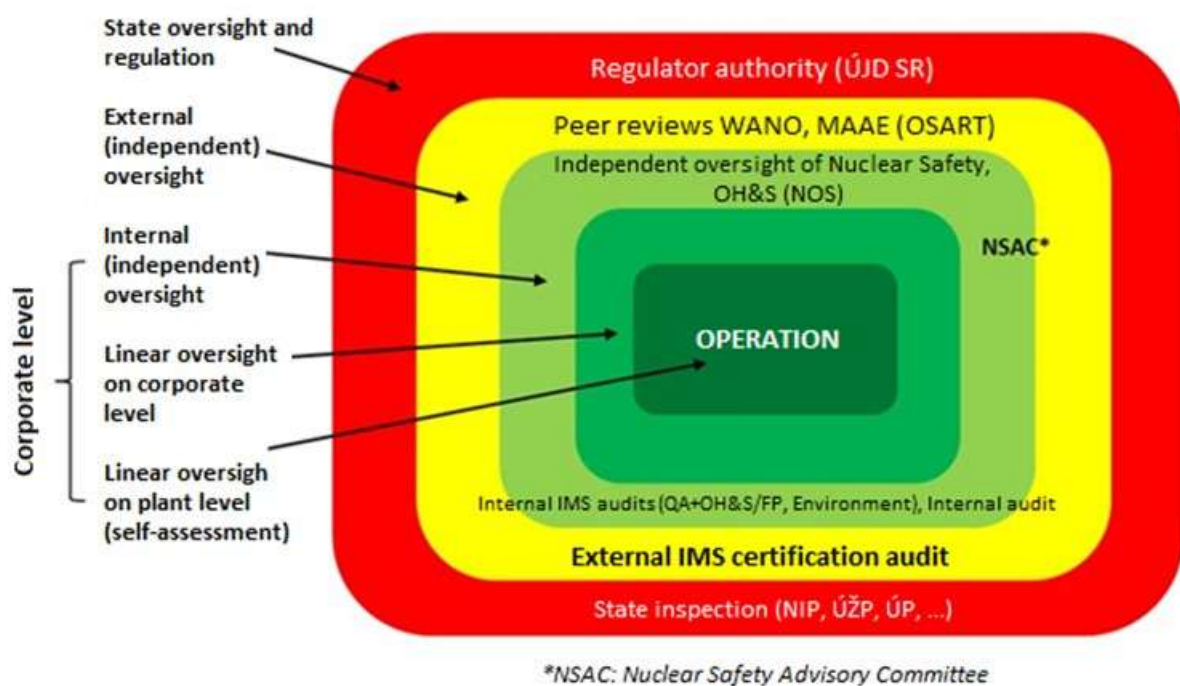 State oversight and
regulation
External
(independent)
oversight
Internal
(independent)
oversight
Linear oversight
on corporate
level
Linear oversigh
on plant level
(self-assessment)
Corporate level
Regulator authority (ÚJD SR)
Peer reviews WANO, MAAE (OSART)
Independent oversight of Nuclear Safety,
OH&S (NOS)
NSAC*
OPERATION
Internal IMS audits(QA+OH&S/FP, Environment), Internal audit
External IMS certification audit
State inspection (NIP, ÚŽP, ÚP, ...)
*NSAC: Nuclear Safety Advisory Committee